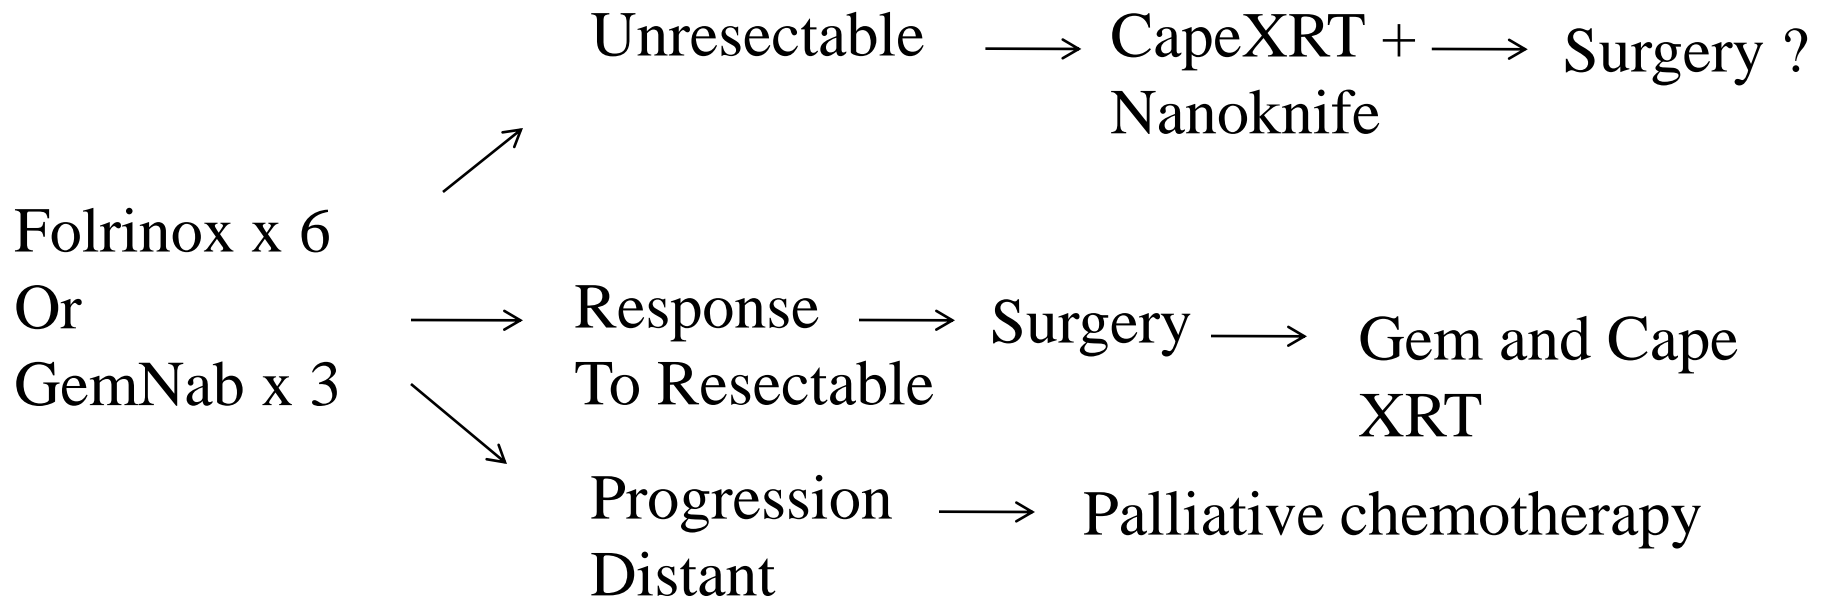 Unresectable
CapeXRT +
Nanoknife
Surgery ?
Folrinox x 6
Or
GemNab x 3
Response
To Resectable
Surgery
Gem and Cape
XRT
Progression
Distant
Palliative chemotherapy